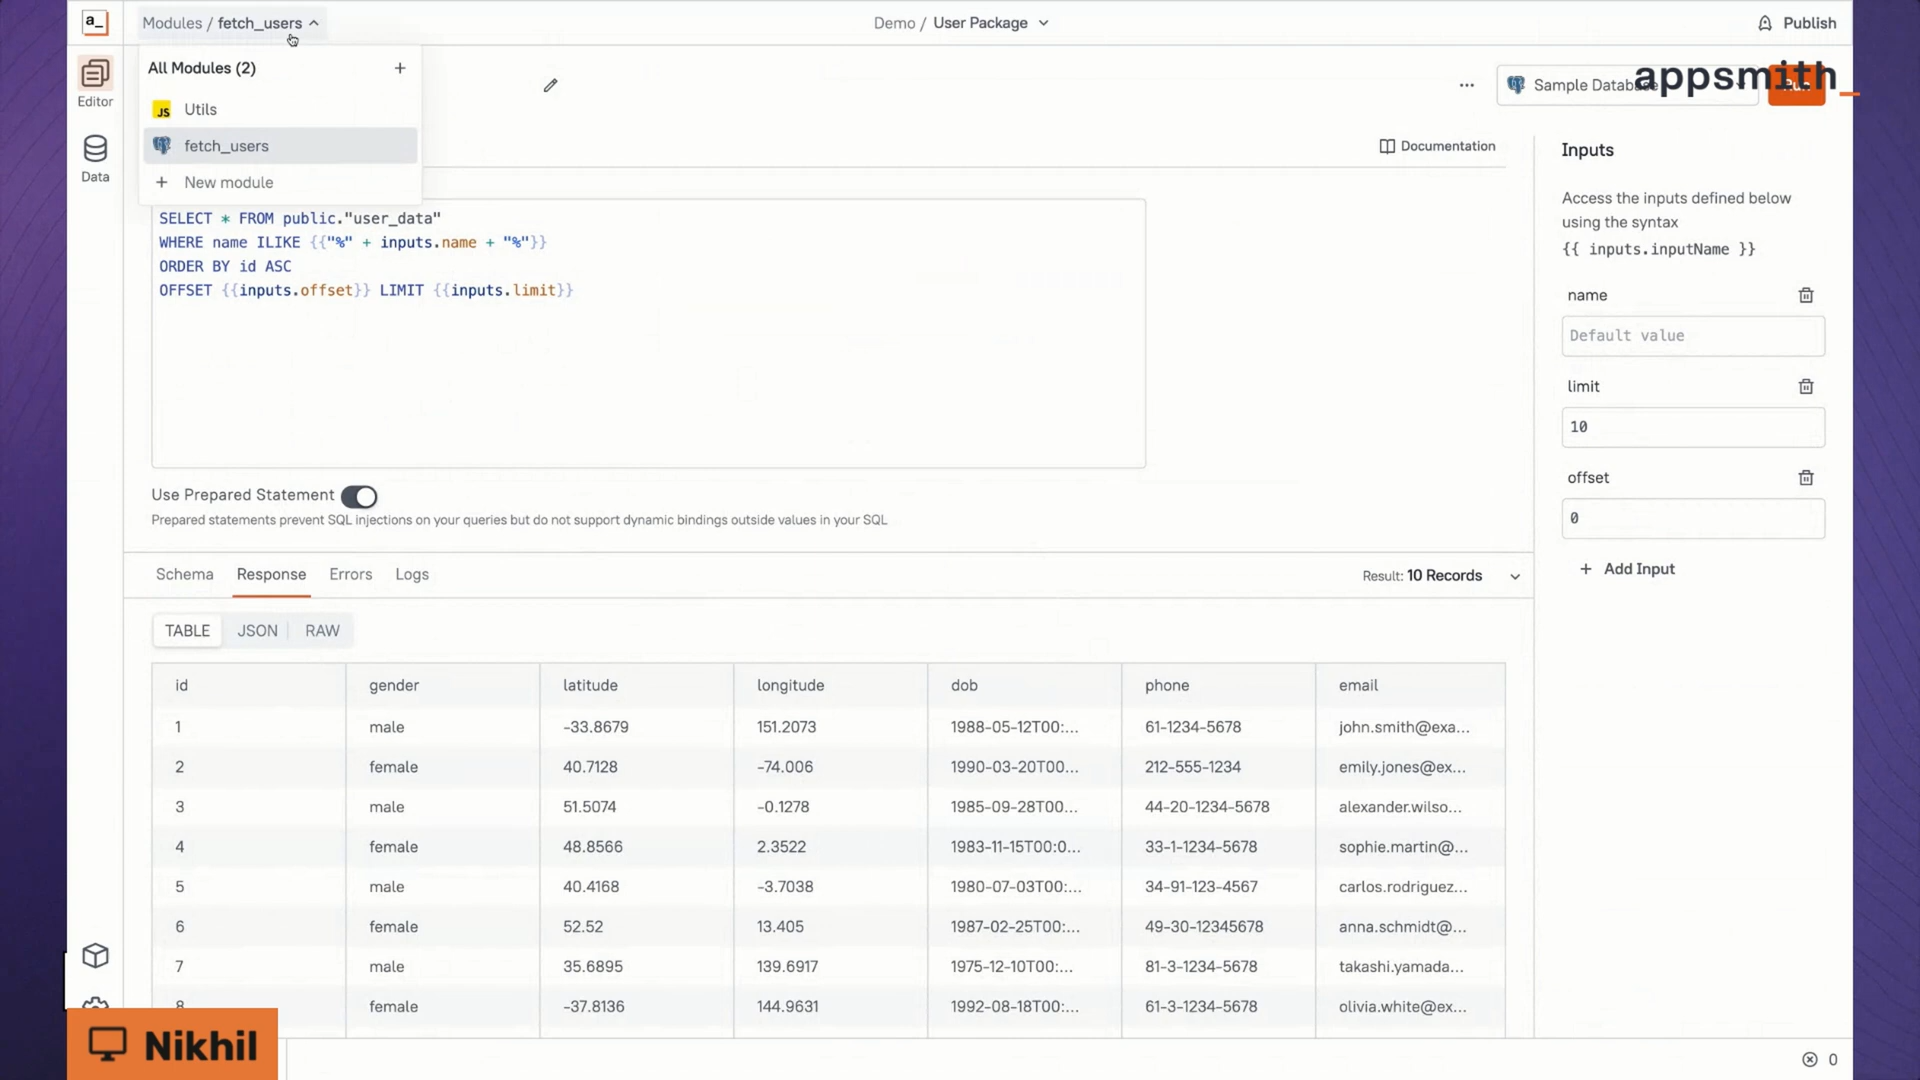 a_
Modules / fetch_users
Demo / User Package
Publish
All Modules (2)
+
Editor
JS Utils
fetch_users
+ New module
Data
Sample Database
appsmith_
Documentation
SELECT * FROM public."user_data"
WHERE name ILIKE {{"%" + inputs.name + "%"}}
ORDER BY id ASC
OFFSET {{inputs.offset}} LIMIT {{inputs.limit}}
Inputs
Access the inputs defined below
using the syntax
{{ inputs.inputName }}
name
Default value
limit
10
offset
0
+ Add Input
Use Prepared Statement
Prepared statements prevent SQL injections on your queries but do not support dynamic bindings outside values in your SQL
Schema Response Errors Logs
Result: 10 Records
TABLE JSON RAW
id gender latitude longitude dob phone email
1 male -33.8679 151.2073 1988-05-12T00:... 61-1234-5678 john.smith@exa...
2 female 40.7128 -74.006 1990-03-20T00... 212-555-1234 emily.jones@ex...
3 male 51.5074 -0.1278 1985-09-28T00... 44-20-1234-5678 alexander.wilso...
4 female 48.8566 2.3522 1983-11-15T00:0... 33-1-1234-5678 sophie.martin@...
5 male 40.4168 -3.7038 1980-07-03T00:... 34-91-123-4567 carlos.rodriguez...
6 female 52.52 13.405 1987-02-25T00:... 49-30-12345678 anna.schmidt@...
7 male 35.6895 139.6917 1975-12-10T00:... 81-3-1234-5678 takashi.yamada...
8 female -37.8136 144.9631 1992-08-18T00:... 61-3-1234-5678 olivia.white@ex...
Nikhil
0